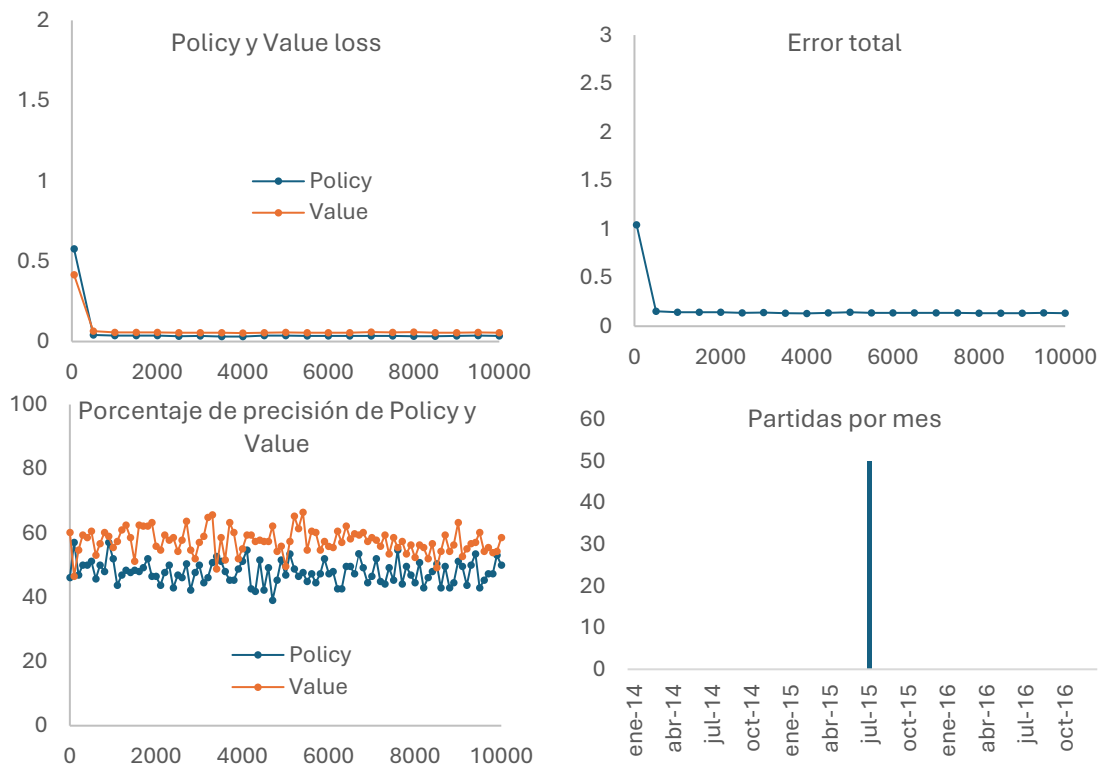 Policy y Value loss
2
1.5
1
0.5
0
Policy
Value
0 2000 4000 6000 8000 10000
Error total
3
2.5
2
1.5
1
0.5
0
0 2000 4000 6000 8000 10000
Porcentaje de precisión de Policy y
Value
100
80
60
40
20
0
Policy
Value
0 2000 4000 6000 8000 10000
Partidas por mes
60
50
40
30
20
10
0
ene-14
abr-14
jul-14
oct-14
ene-15
abr-15
jul-15
oct-15
ene-16
abr-16
jul-16
oct-16